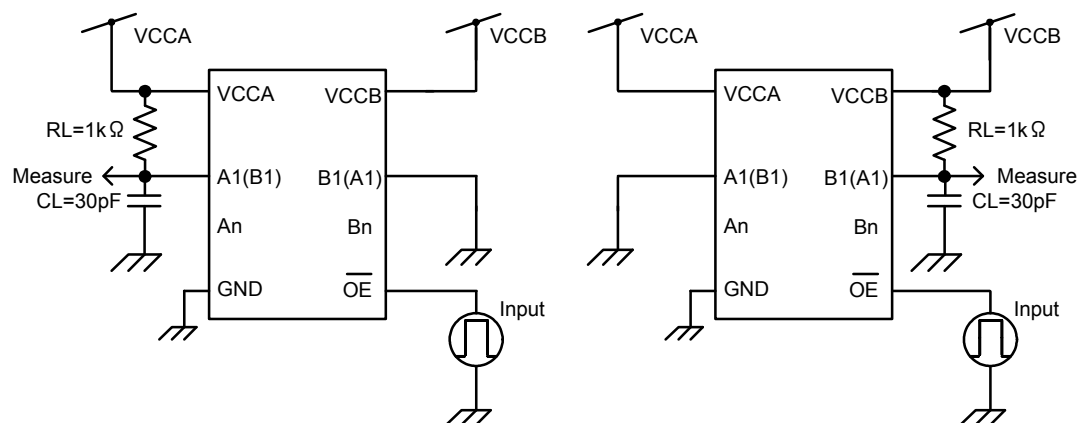 VCCA
VCCB
VCCA
VCCB
RL=1kΩ
Measure
CL=30pF
A1(B1)
B1(A1)
An
Bn
GND
OE
Input
VCCA
VCCB
VCCA
VCCB
RL=1kΩ
A1(B1)
B1(A1)
Measure
CL=30pF
An
Bn
GND
OE
Input